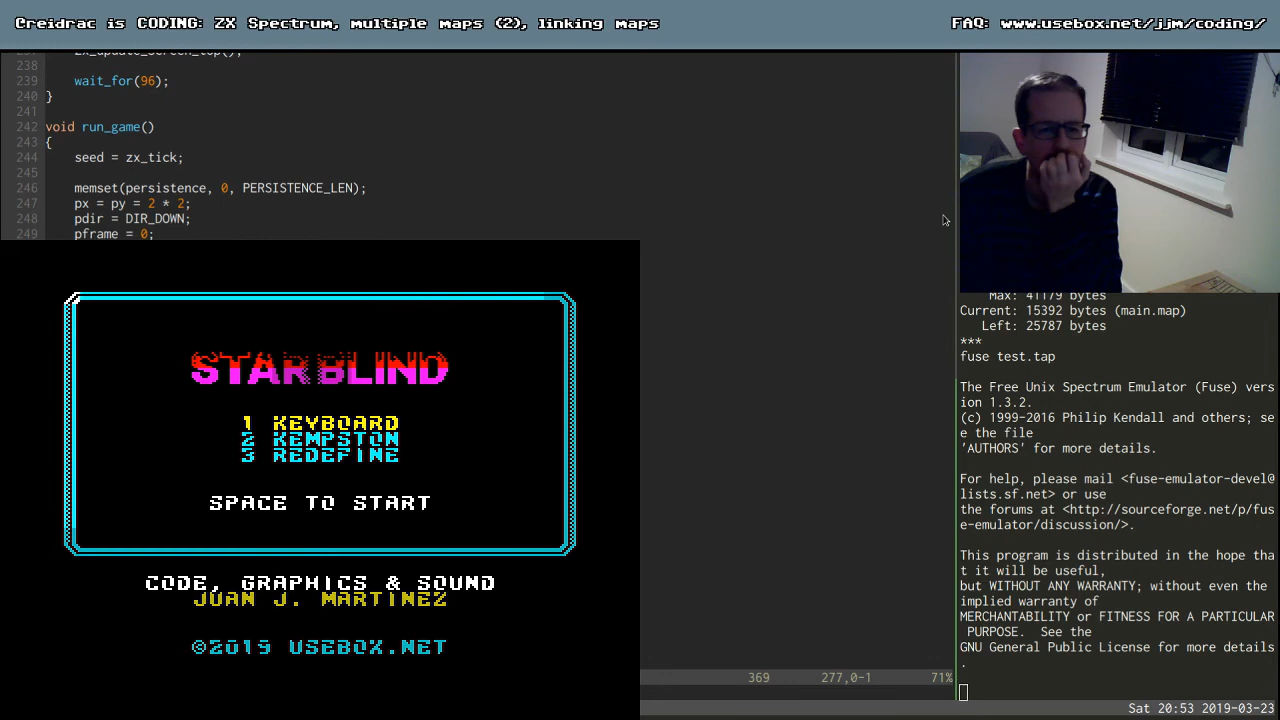 Creidrac is CODING: ZX Spectrum, multiple maps (2), linking maps
FAQ: www.usebox.net/jjm/coding/
238
239 wait_for(96);
240 }
241
242 void run_game()
243 {
244 seed = zx_tick;
245
246 memset(persistence, 0, PERSISTENCE_LEN);
247 px = py = 2 * 2;
248 pdir = DIR_DOWN;
249 pframe = 0;
STARBLIND
1 KEYBOARD
2 KEMPSTON
3 REDEFINE
SPACE TO START
CODE, GRAPHICS & SOUND
JUAN J. MARTINEZ
©2019 USEBOX.NET
369 277,0-1 71%
Max: 41179 bytes
Current: 15392 bytes (main.map)
Left: 25787 bytes
***
fuse test.tap
The Free Unix Spectrum Emulator (Fuse) vers
ion 1.3.2.
(c) 1999-2016 Philip Kendall and others; se
e the file
'AUTHORS' for more details.
For help, please mail <fuse-emulator-devel@
lists.sf.net> or use
the forums at <http://sourceforge.net/p/fus
e-emulator/discussion/>.
This program is distributed in the hope tha
t it will be useful,
but WITHOUT ANY WARRANTY; without even the
implied warranty of
MERCHANTABILITY or FITNESS FOR A PARTICULAR
PURPOSE. See the
GNU General Public License for more details
.
Sat 20:53 2019-03-23